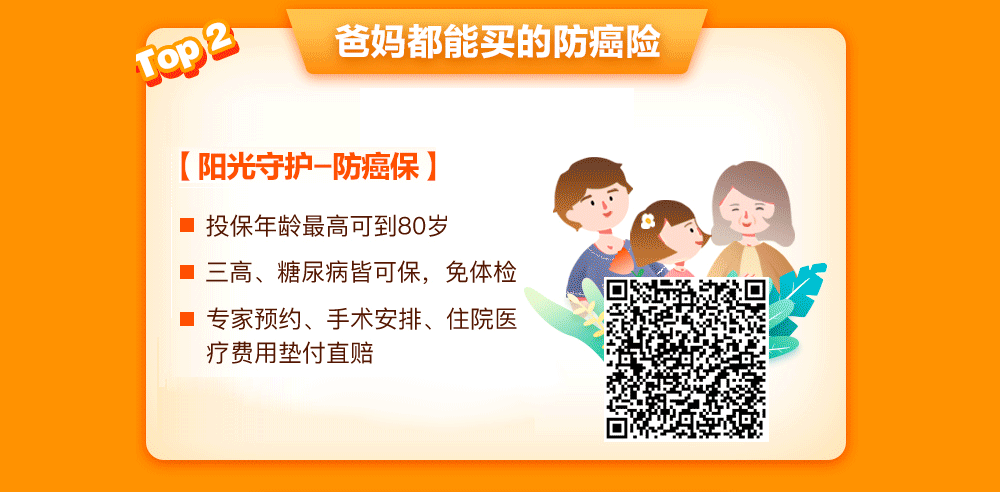 Top 2
爸妈都能买的防癌险
【阳光守护-防癌保】
投保年龄最高可到80岁
三高、糖尿病皆可保，免体检
专家预约、手术安排、住院医
疗费用垫付直赔